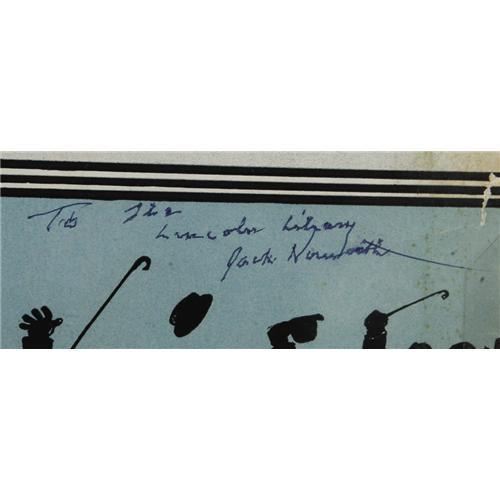 To the
Lincoln Library
Jack Norworth